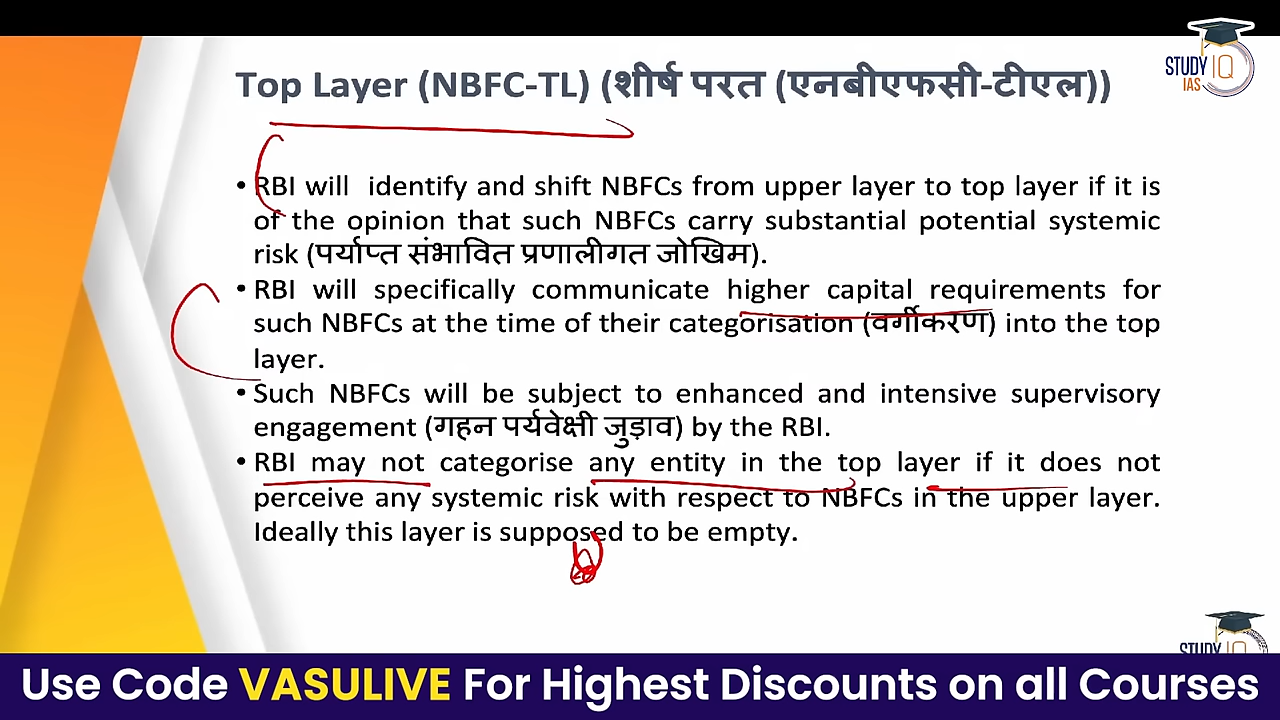 STUDY IQ
IAS
Top Layer (NBFC-TL) (शीर्ष परत (एनबीएफसी-टीएल))
• RBI will identify and shift NBFCs from upper layer to top layer if it is
of the opinion that such NBFCs carry substantial potential systemic
risk (पर्याप्त संभावित प्रणालीगत जोखिम).
• RBI will specifically communicate higher capital requirements for
such NBFCs at the time of their categorisation (वर्गीकरण) into the top
layer.
• Such NBFCs will be subject to enhanced and intensive supervisory
engagement (गहन पर्यवेक्षी जुड़ाव) by the RBI.
• RBI may not categorise any entity in the top layer if it does not
perceive any systemic risk with respect to NBFCs in the upper layer.
Ideally this layer is supposed to be empty.
STUDY IQ
Use Code VASULIVE For Highest Discounts on all Courses